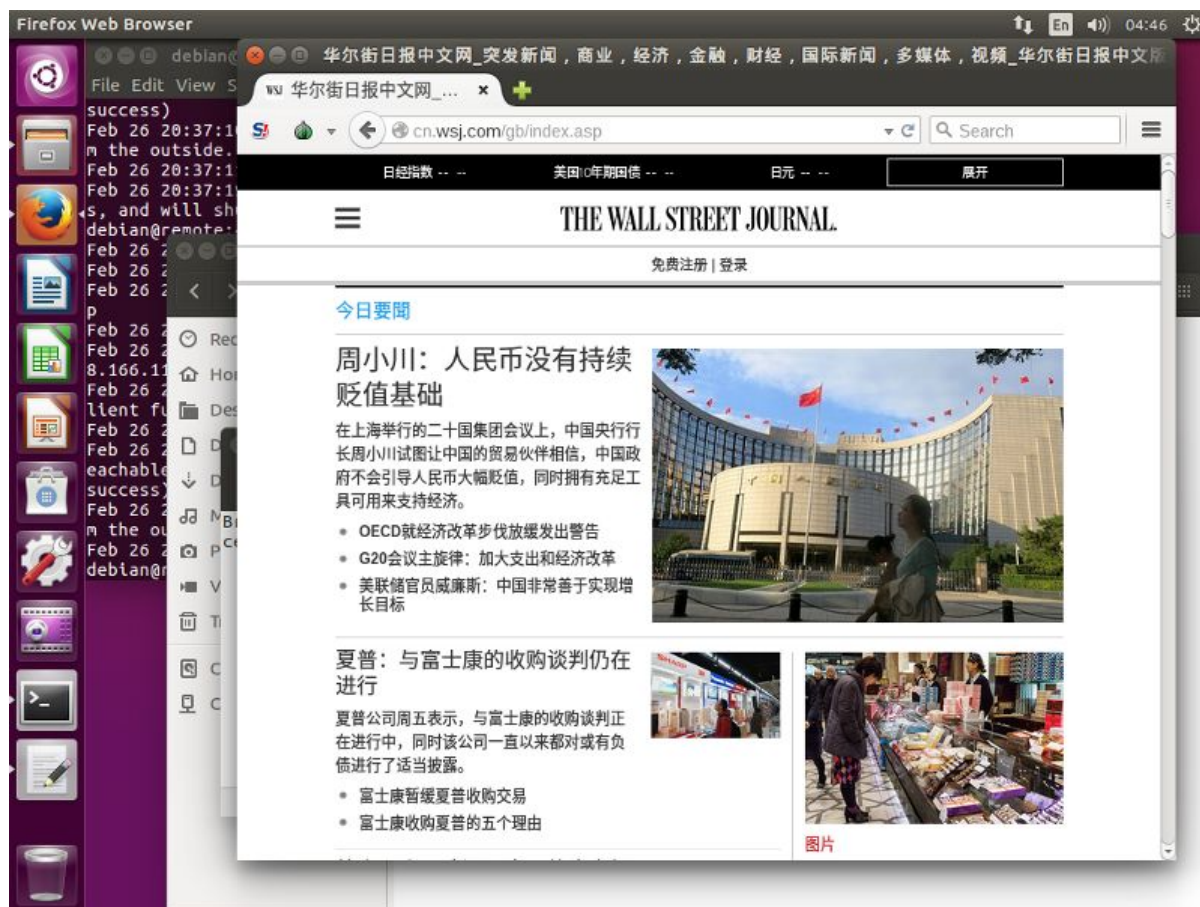 Firefox Web Browser
En
04:46
debian@
华尔街日报中文网_突发新闻，商业，经济，金融，财经，国际新闻，多媒体，视频_华尔街日报中文版
File Edit View S
WSJ 华尔街日报中文网_... ×
cn.wsj.com/gb/index.asp
Search
success)
Feb 26 20:37:1
m the outside.
Feb 26 20:37:1
Feb 26 20:37:1
s, and will sh
debian@remote:
Feb 26 2
Feb 26 2
Feb 26 2
p
Feb 26 2
Feb 26 2
8.166.11
Feb 26 2
lient fu
Feb 26 2
Feb 26 2
eachable
success)
Feb 26 2
m the ou
Feb 26 2
debian@r
Rec
Hor
Des
D
D
M
P
V
T
C
C
日经指数 -- --
美国10年期国债 -- --
日元 -- --
展开
THE WALL STREET JOURNAL.
免费注册 | 登录
今日要聞
周小川：人民币没有持续
贬值基础
在上海举行的二十国集团会议上，中国央行行
长周小川试图让中国的贸易伙伴相信，中国政
府不会引导人民币大幅贬值，同时拥有充足工
具可用来支持经济。
OECD就经济改革步伐放缓发出警告
G20会议主旋律：加大支出和经济改革
美联储官员威廉斯：中国非常善于实现增
长目标
夏普：与富士康的收购谈判仍在
进行
夏普公司周五表示，与富士康的收购谈判正
在进行中，同时该公司一直以来都对或有负
债进行了适当披露。
富士康暂缓夏普收购交易
富士康收购夏普的五个理由
图片